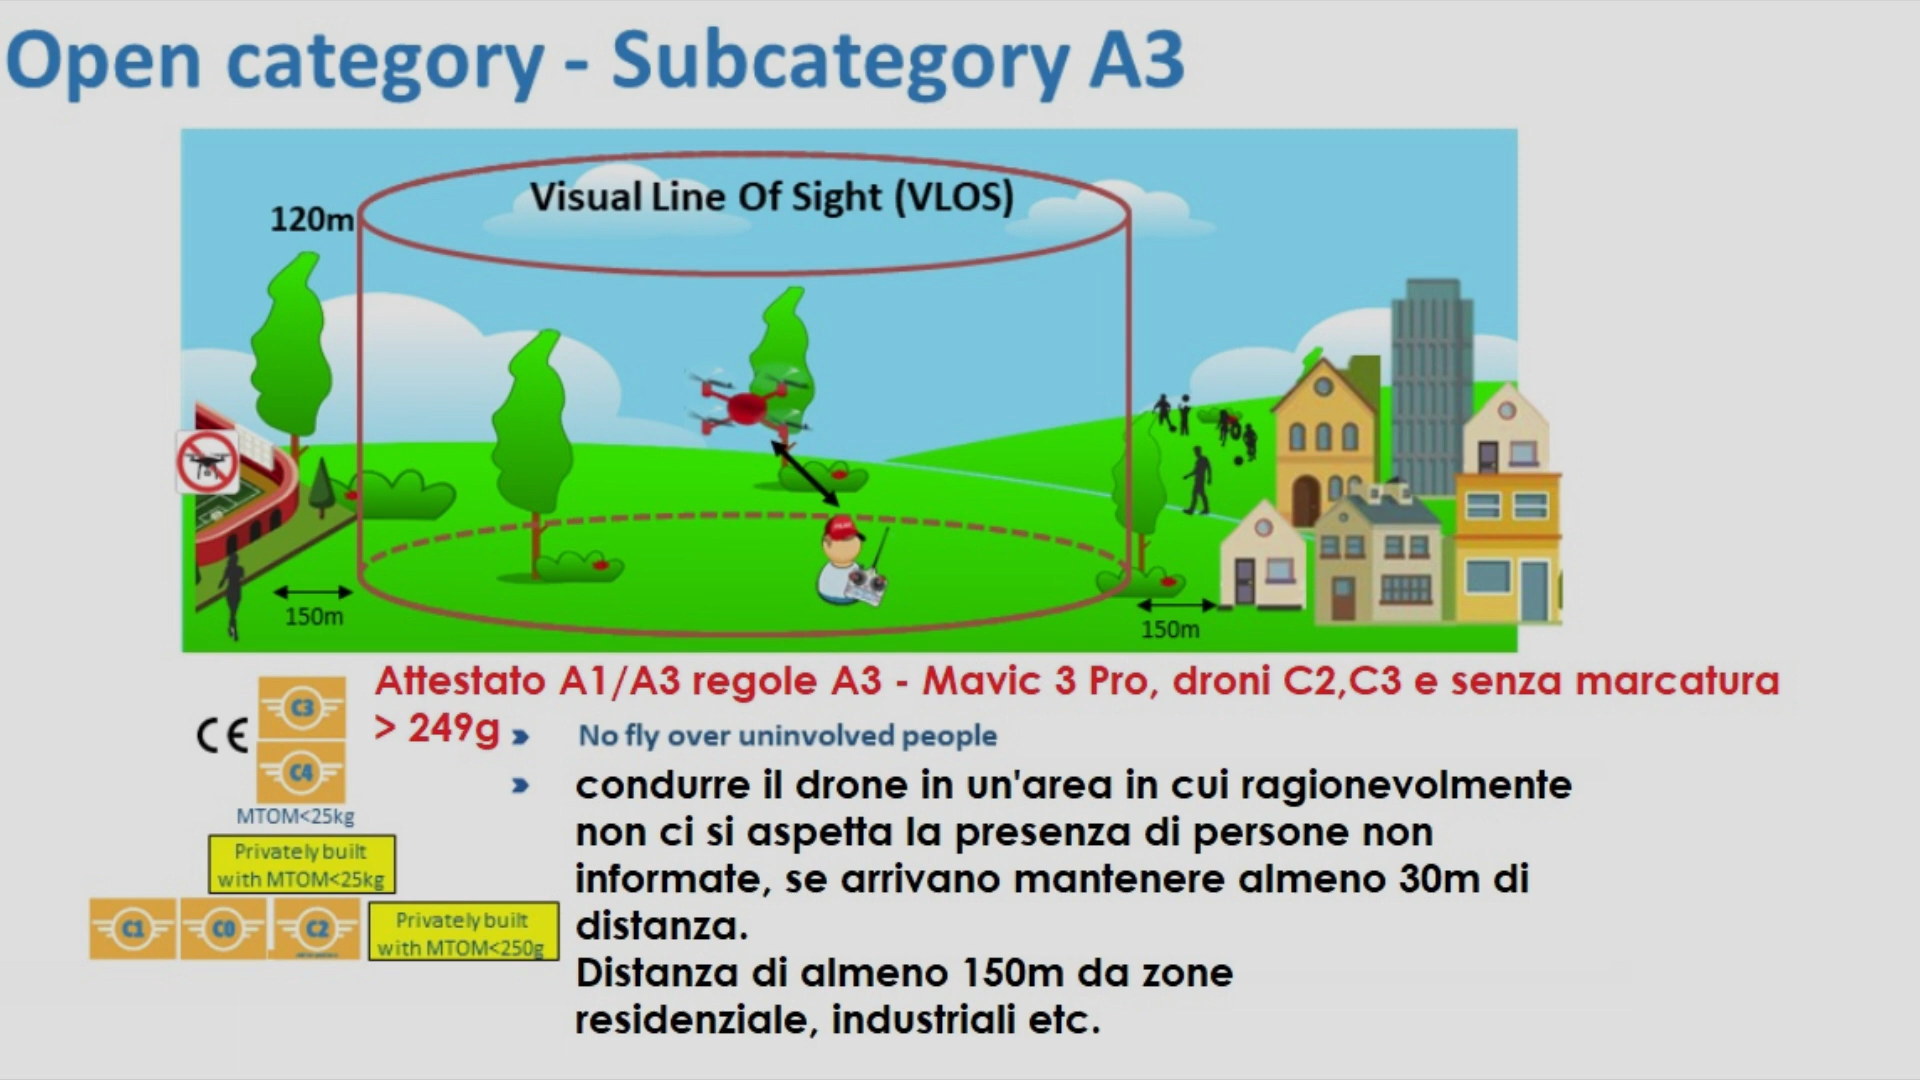 Open category - Subcategory A3
Visual Line Of Sight (VLOS)
120m
150m
150m
Attestato A1/A3 regole A3 - Mavic 3 Pro, droni C2,C3 e senza marcatura
> 249g
No fly over uninvolved people
condurre il drone in un'area in cui ragionevolmente
non ci si aspetta la presenza di persone non
informate, se arrivano mantenere almeno 30m di
distanza.
Distanza di almeno 150m da zone
residenziale, industriali etc.
CE
C3
C4
MTOM<25kg
Privately built
with MTOM<25kg
C1
C0
C2
Privately built
with MTOM<250g